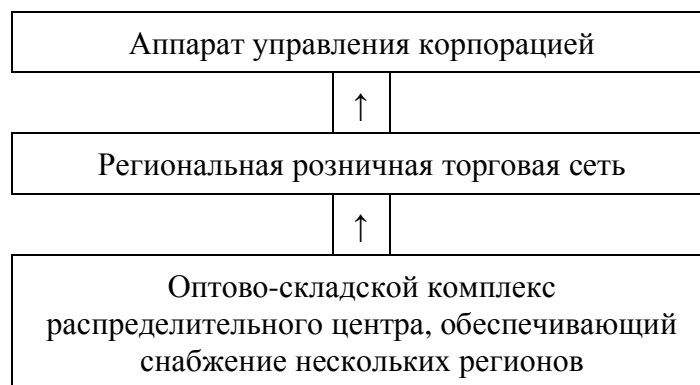 Аппарат управления корпорацией
↑
Региональная розничная торговая сеть
↑
Оптово-складской комплекс
распределительного центра, обеспечивающий
снабжение нескольких регионов